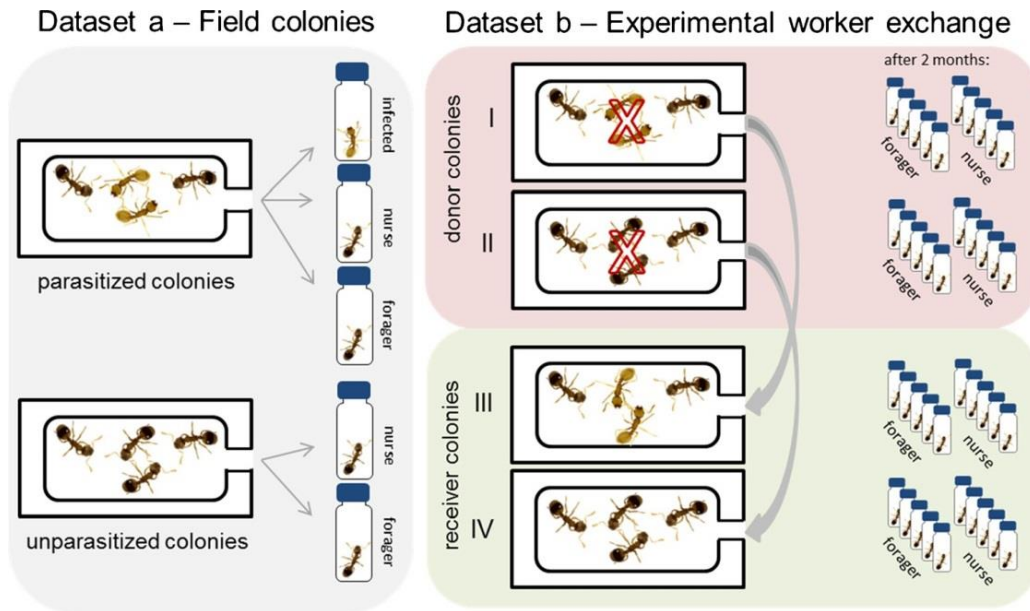 Dataset a – Field colonies
infected
nurse
forager
parasitized colonies
nurse
forager
unparasitized colonies
Dataset b – Experimental worker exchange
after 2 months:
donor colonies
I
forager
nurse
II
forager
nurse
receiver colonies
III
forager
nurse
IV
forager
nurse